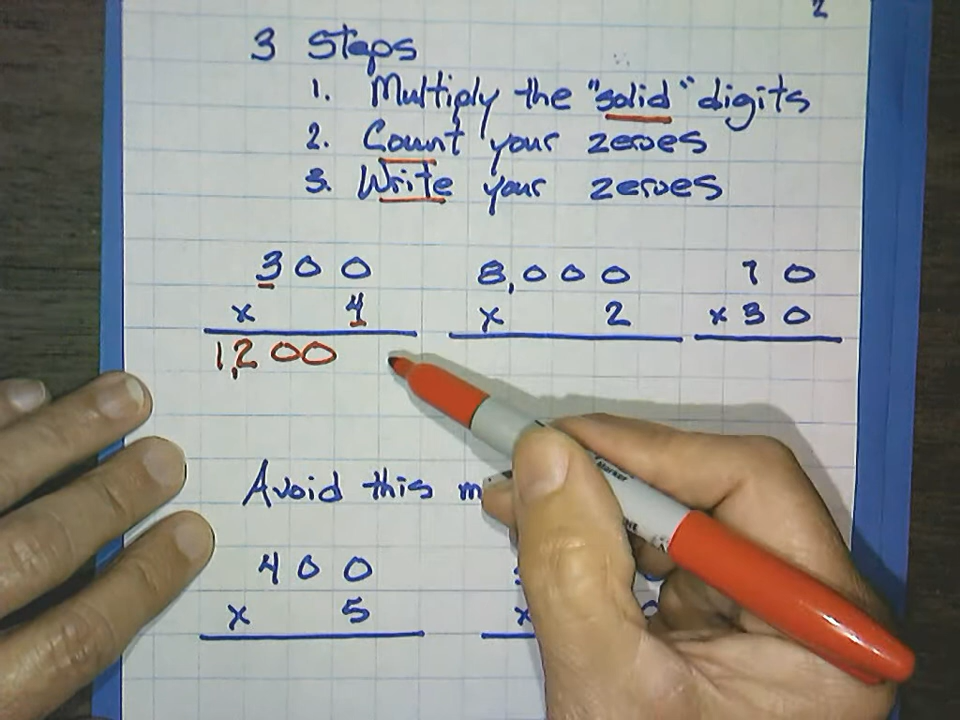 2
3 Steps
1. Multiply the "solid" digits
2. Count your zeroes
3. Write your zeroes
300 8,000 70
x 4 x 2 x 30
1,200
Avoid this
400
x 5 x